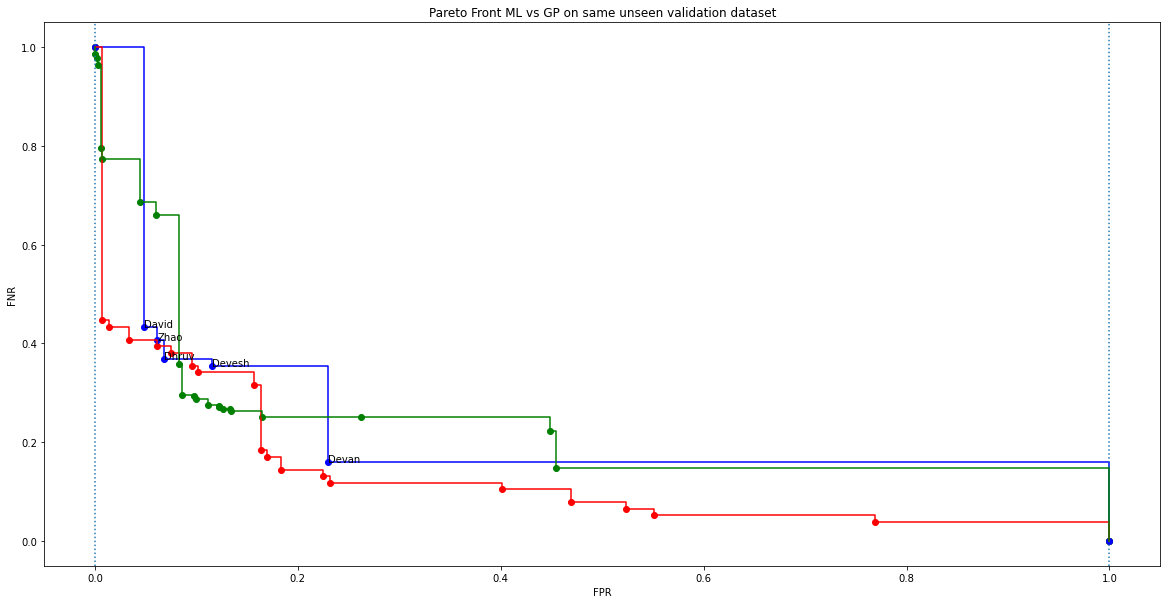 Pareto Front ML vs GP on same unseen validation dataset
1.0
0.8
0.6
FNR
David
Zhao
0.4
Dhruv
Devesh
0.2
Devan
0.0
0.0
0.2
0.4
0.6
0.8
1.0
FPR